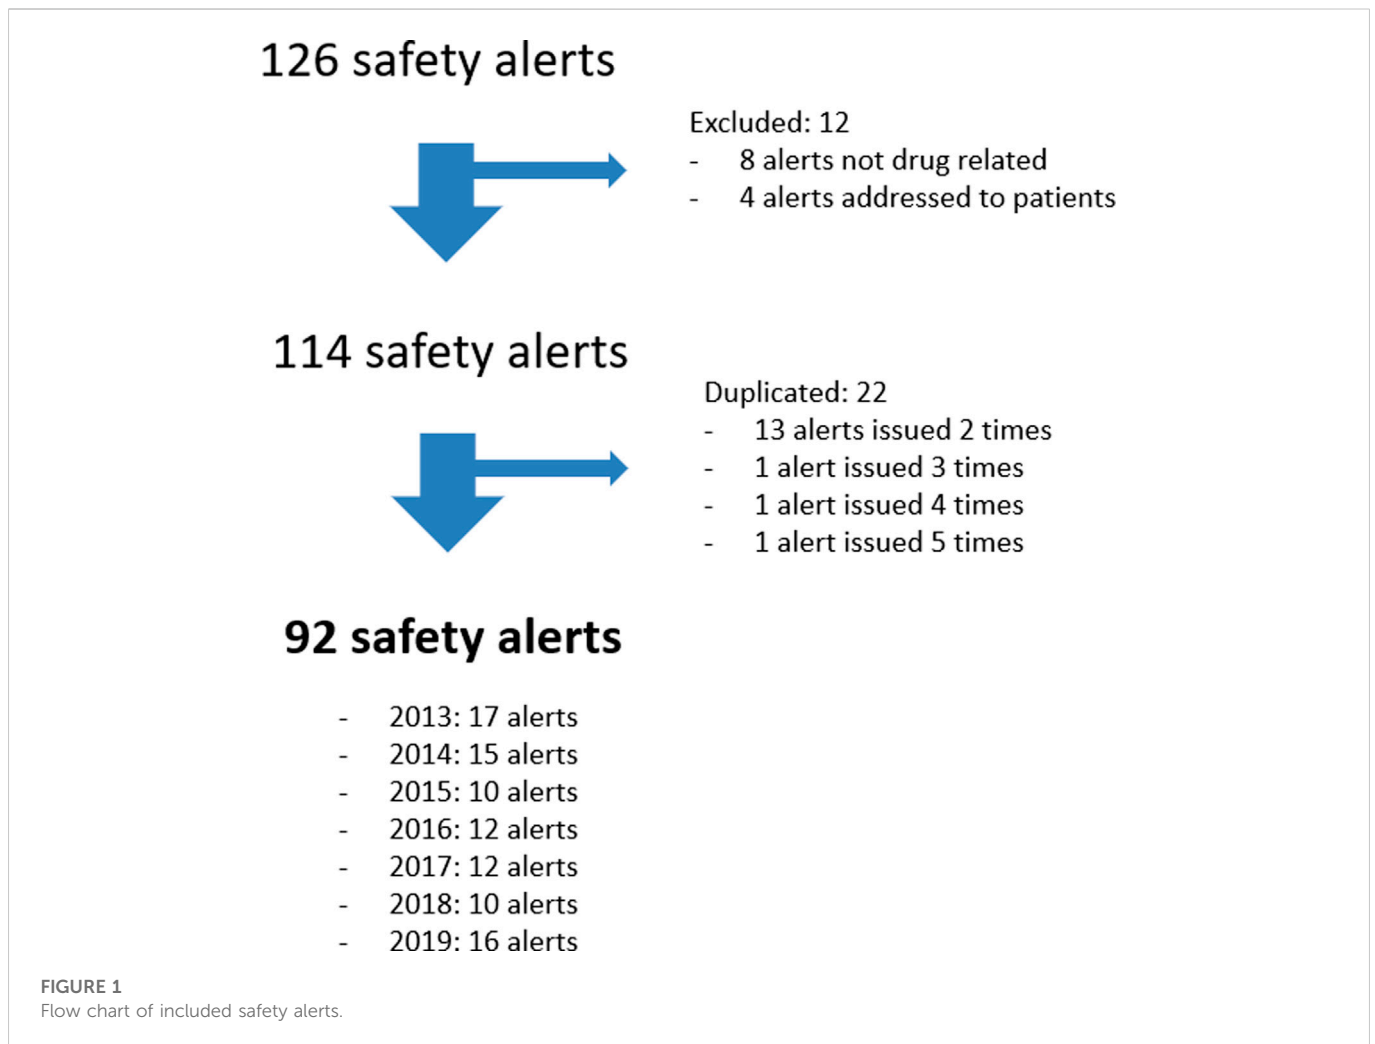 126 safety alerts
Excluded: 12
- 8 alerts not drug related
- 4 alerts addressed to patients
114 safety alerts
Duplicated: 22
- 13 alerts issued 2 times
- 1 alert issued 3 times
- 1 alert issued 4 times
- 1 alert issued 5 times
92 safety alerts
- 2013: 17 alerts
- 2014: 15 alerts
- 2015: 10 alerts
- 2016: 12 alerts
- 2017: 12 alerts
- 2018: 10 alerts
- 2019: 16 alerts
FIGURE 1
Flow chart of included safety alerts.